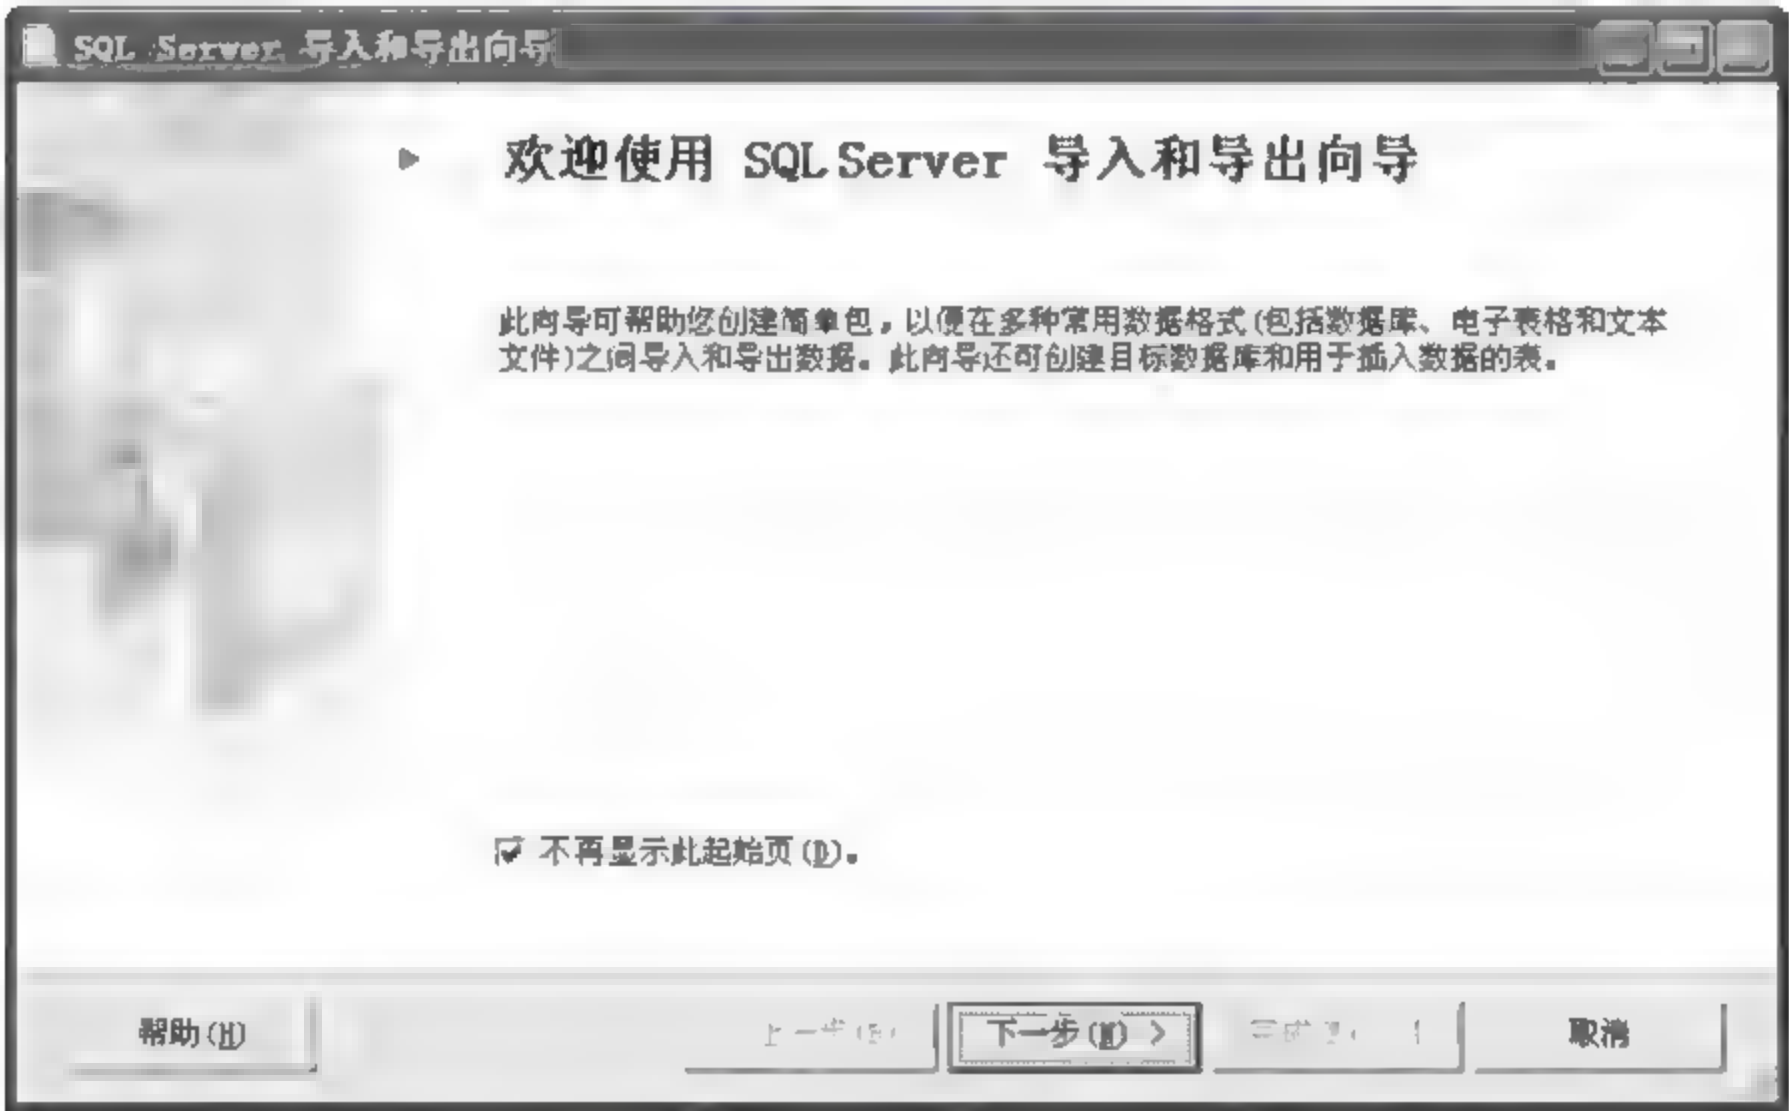 SQL Server 导入和导出向导
欢迎使用 SQL Server 导入和导出向导
此向导可帮助您创建简单包，以便在多种常用数据格式(包括数据库、电子表格和文本
文件)之间导入和导出数据。此向导还可创建目标数据库和用于插入数据的表。
不再显示此起始页(D)。
帮助(H)
上一步(B)
下一步(N) >
取消